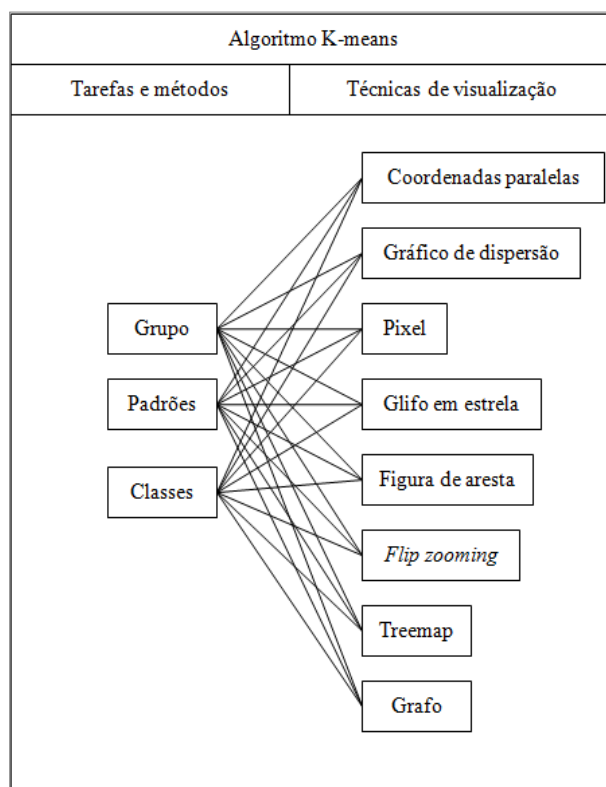 Algoritmo K-means
Tarefas e métodos
Técnicas de visualização
Coordenadas paralelas
Gráfico de dispersão
Grupo
Pixel
Padrões
Glifo em estrela
Classes
Figura de aresta
Flip zooming
Treemap
Grafo